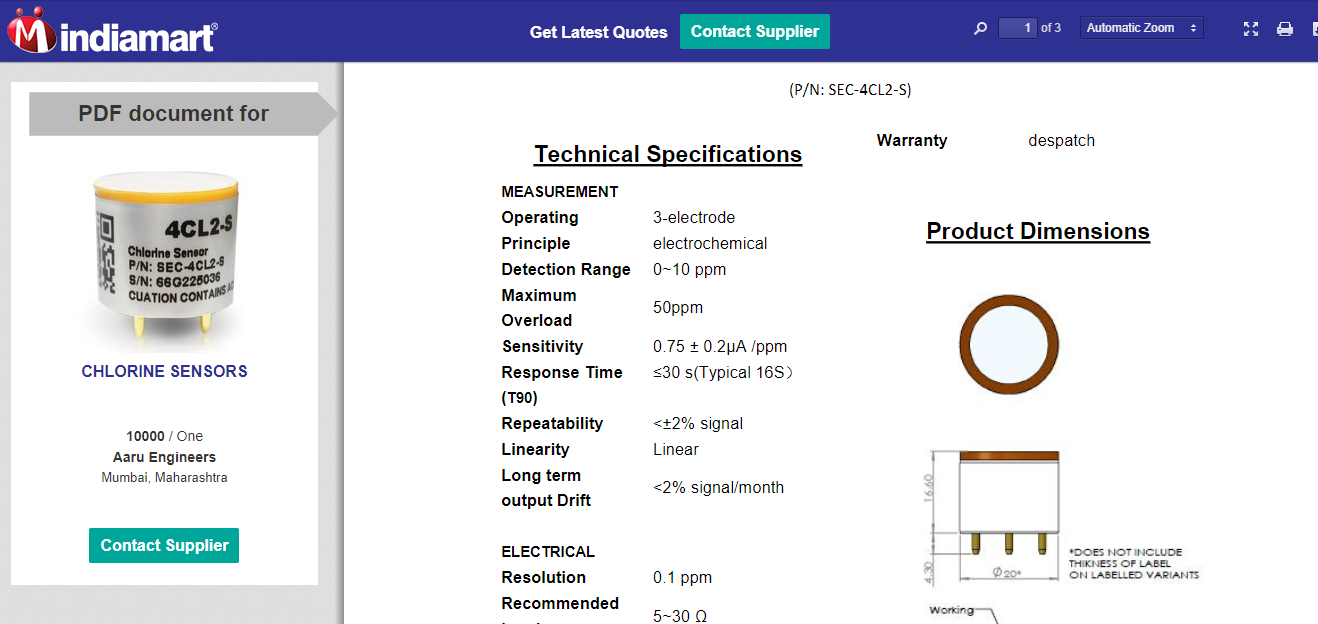 indiamart
Get Latest Quotes
Contact Supplier
1 of 3
Automatic Zoom
PDF document for
4CL2-S
Chlorine Sensor
P/N: SEC-4CL2-S
S/N: 66G225036
CUATION CONTAINS
CHLORINE SENSORS
10000 / One
Aaru Engineers
Mumbai, Maharashtra
Contact Supplier
(P/N: SEC-4CL2-S)
Technical Specifications
MEASUREMENT
Operating 3-electrode
Principle electrochemical
Detection Range 0~10 ppm
Maximum
Overload
50ppm
Sensitivity 0.75 ± 0.2µA /ppm
Response Time ≤30 s(Typical 16S）
(T90)
Repeatability <±2% signal
Linearity Linear
Long term
output Drift
<2% signal/month
ELECTRICAL
Resolution 0.1 ppm
Recommended
5~30 Ω
Warranty despatch
Product Dimensions
16.60
4.30
Ø20*
*DOES NOT INCLUDE
THIKNESS OF LABEL
ON LABELLED VARIANTS
Working